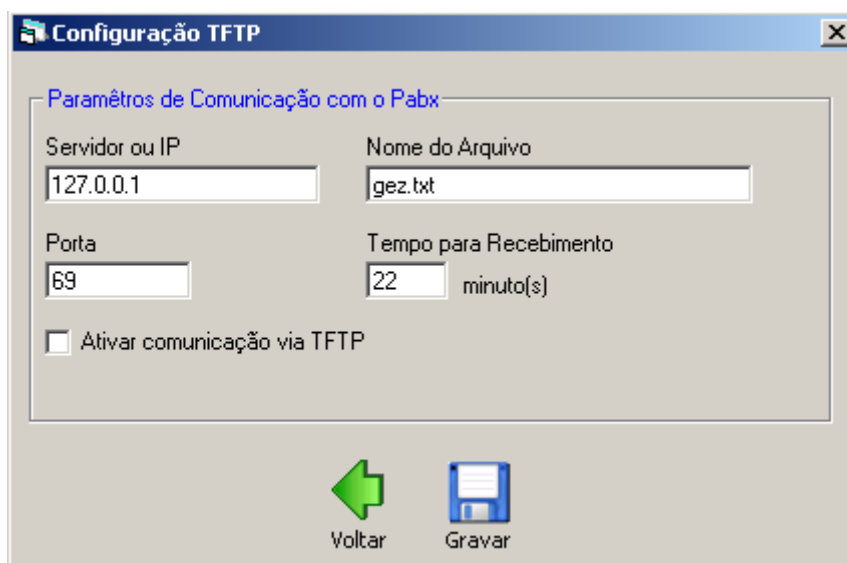 Configuração TFTP
Paramêtros de Comunicação com o Pabx
Servidor ou IP
Nome do Arquivo
127.0.0.1
gez.txt
Porta
Tempo para Recebimento
69
22 minuto(s)
Ativar comunicação via TFTP
Voltar
Gravar